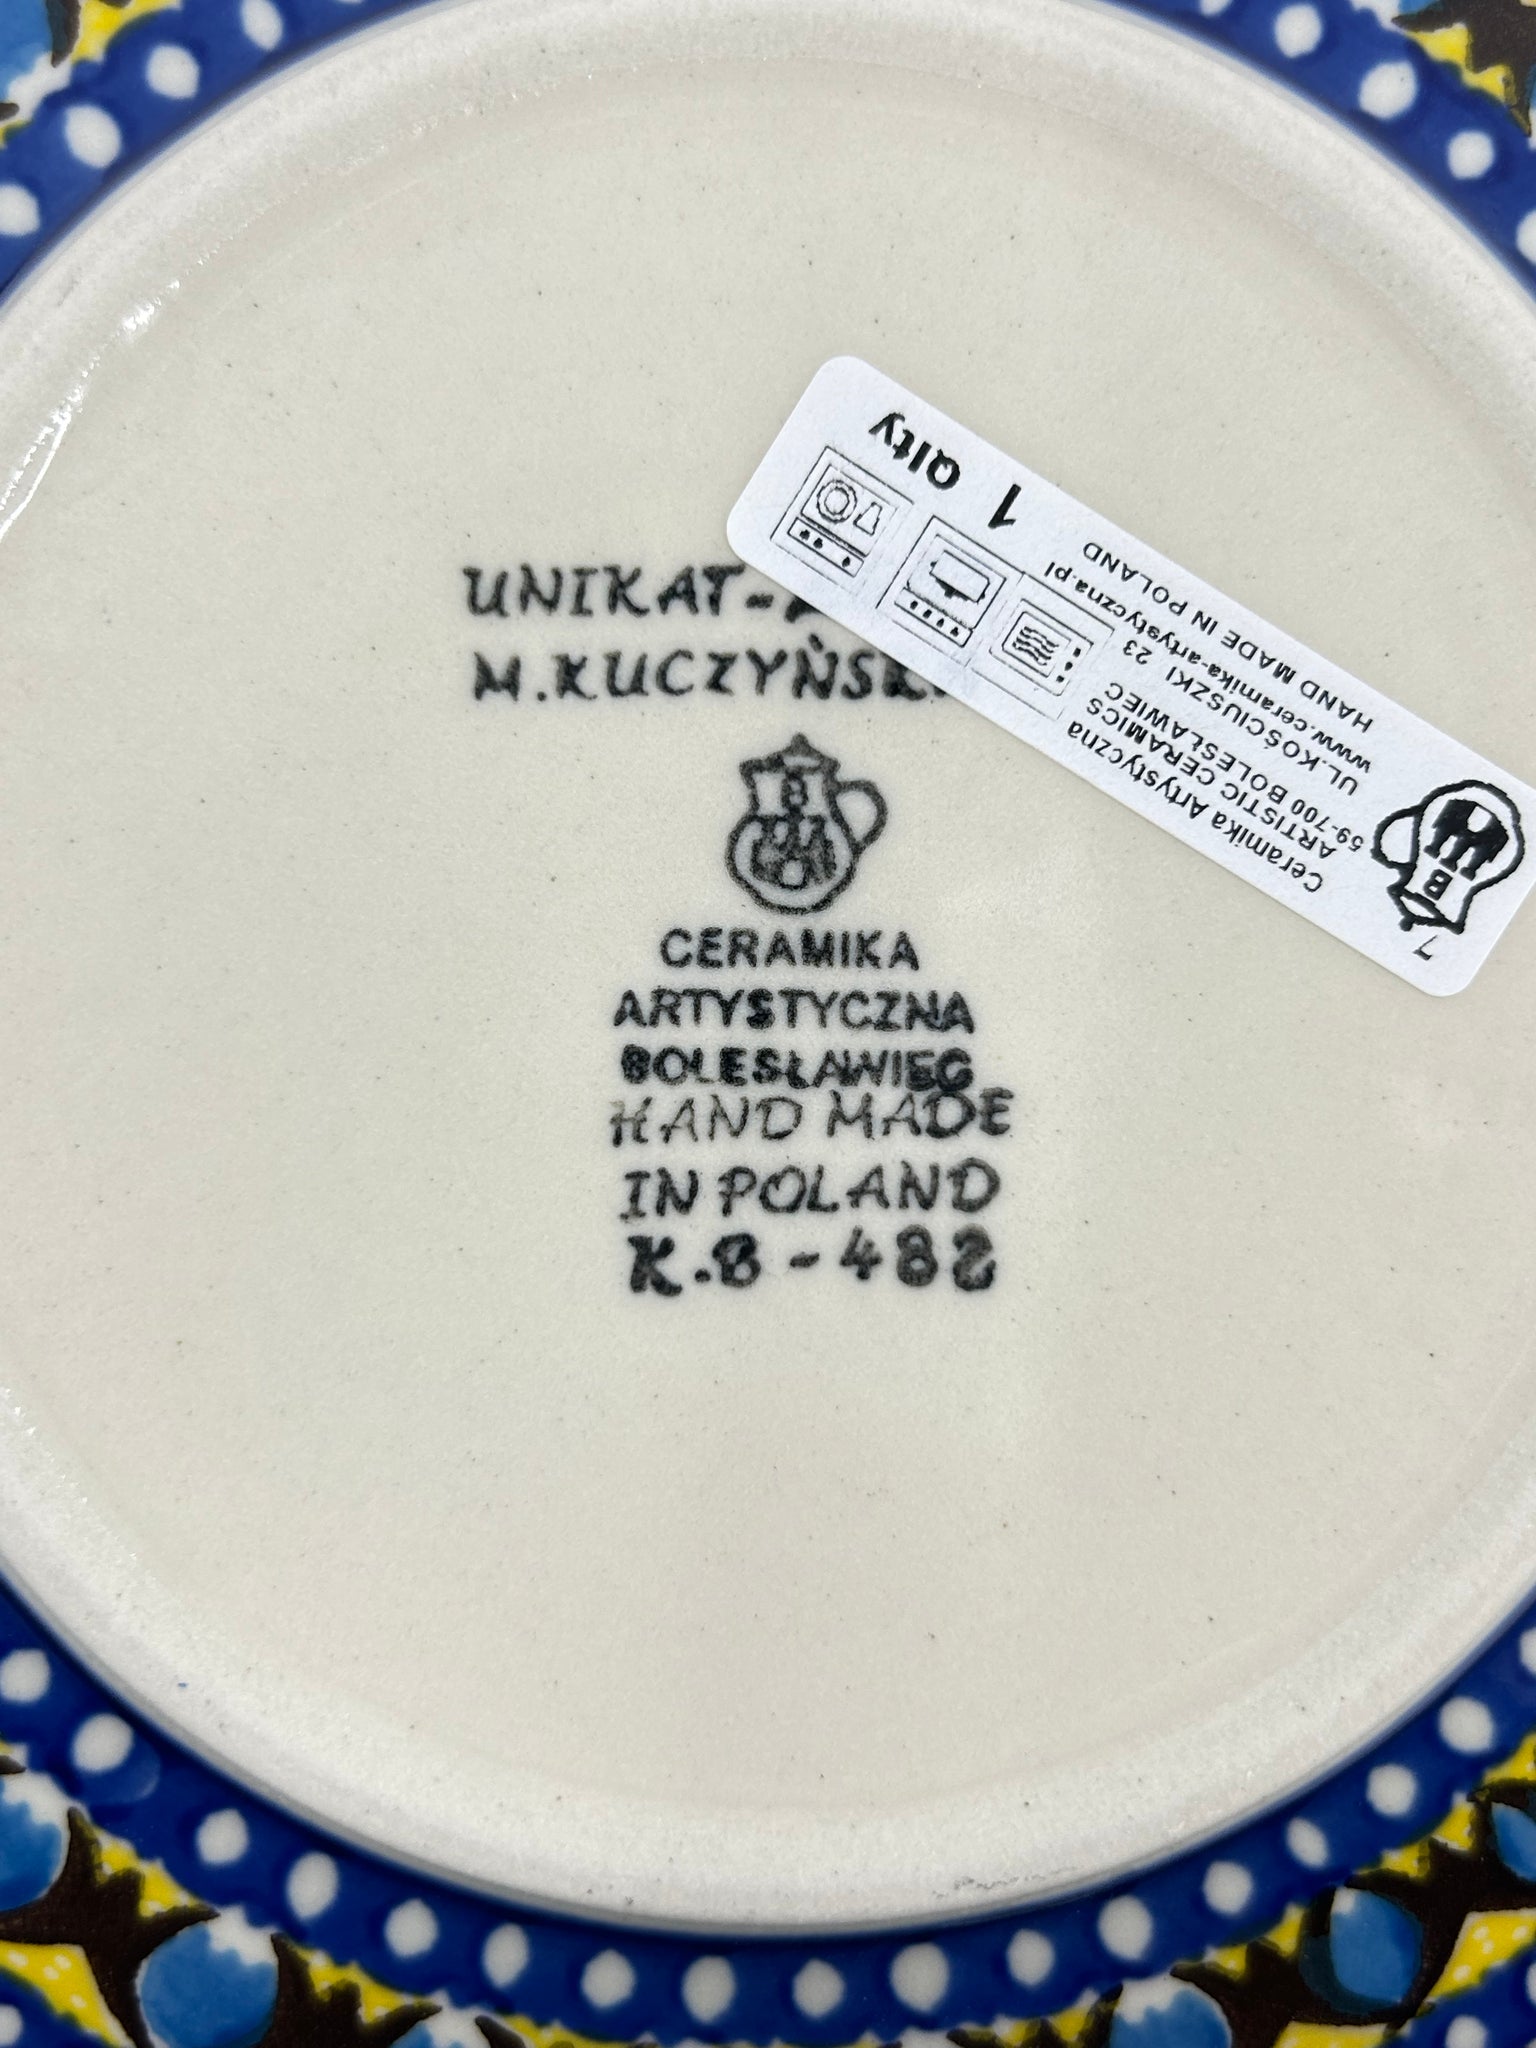 UNIKAT-
M.KUCZYŃSK
B
CERAMIKA
ARTYSTYCZNA
BOLESŁAWIEC
HAND MADE
IN POLAND
K.B-482
7
B
Ceramika Artystyczna
ARTISTIC CERAMICS
59-700 BOLESŁAWIEC
UL.KOŚCIUSZKI 23
www.ceramika-artystyczna.pl
HAND MADE IN POLAND
1 Qlty